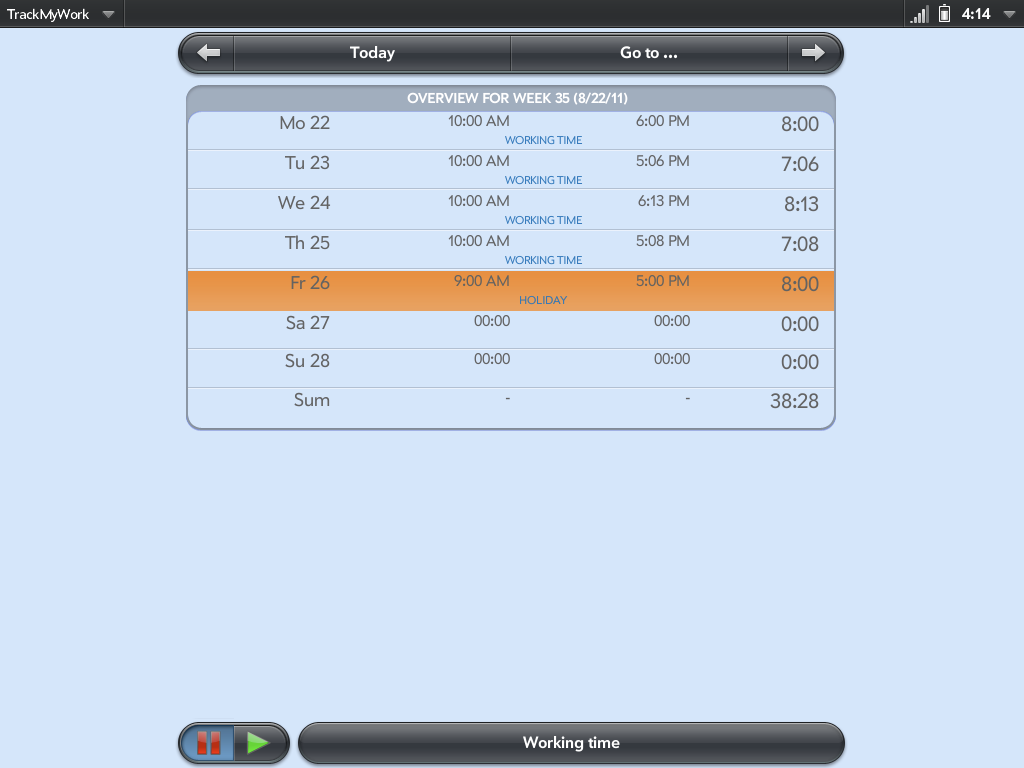 TrackMyWork 4:14
Today Go to ...
OVERVIEW FOR WEEK 35 (8/22/11)
Mo 22 10:00 AM 6:00 PM 8:00
WORKING TIME
Tu 23 10:00 AM 5:06 PM 7:06
WORKING TIME
We 24 10:00 AM 6:13 PM 8:13
WORKING TIME
Th 25 10:00 AM 5:08 PM 7:08
WORKING TIME
Fr 26 9:00 AM 5:00 PM 8:00
HOLIDAY
Sa 27 00:00 00:00 0:00
Su 28 00:00 00:00 0:00
Sum - - 38:28
Working time